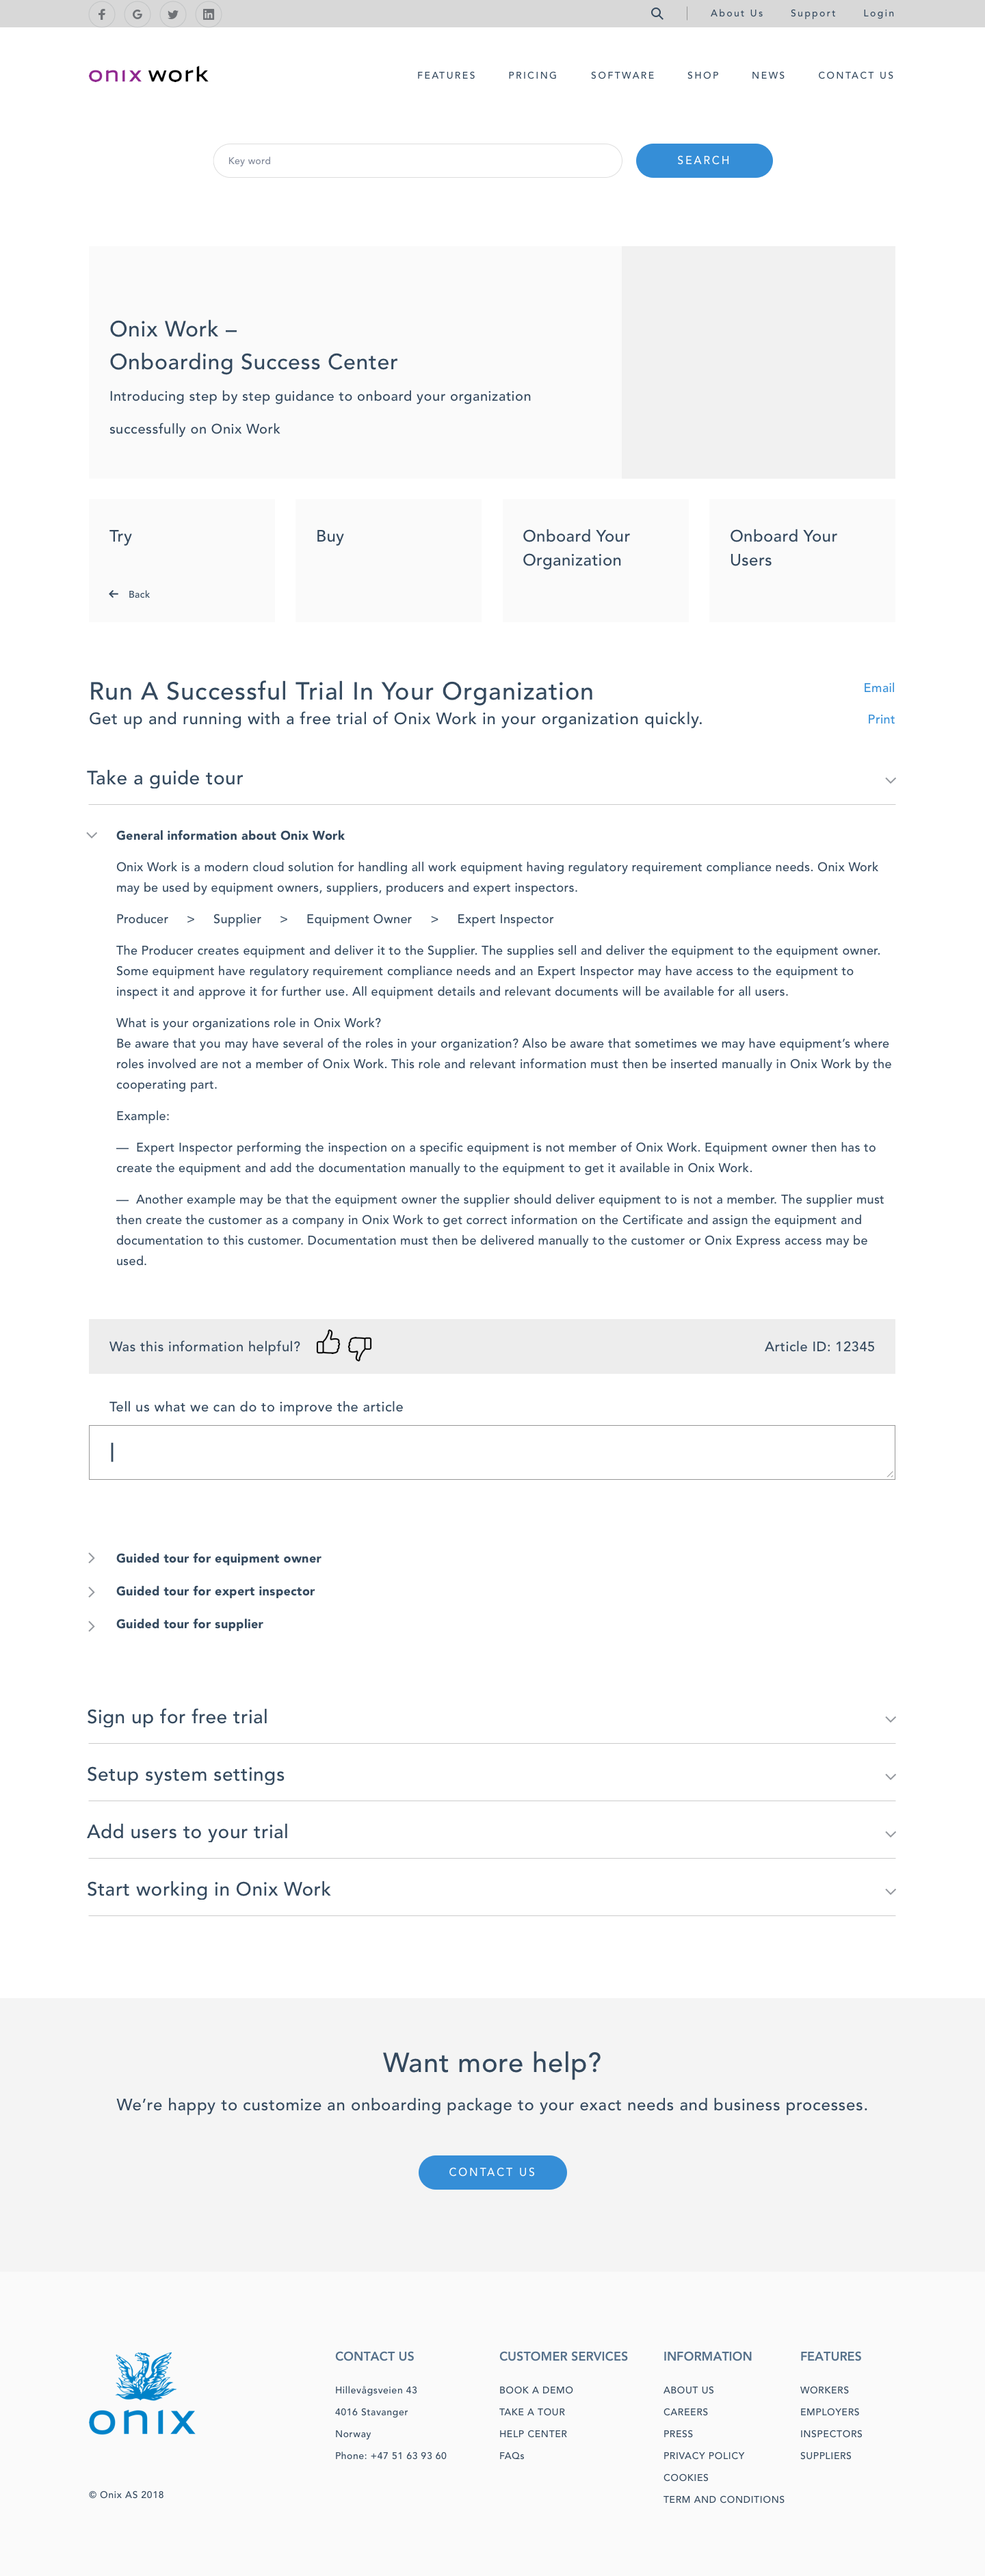 About Us Support Login
onix work
FEATURES PRICING SOFTWARE SHOP NEWS CONTACT US
Key word
SEARCH
Onix Work –
Onboarding Success Center
Introducing step by step guidance to onboard your organization
successfully on Onix Work
Try
Back
Buy
Onboard Your
Organization
Onboard Your
Users
Run A Successful Trial In Your Organization
Get up and running with a free trial of Onix Work in your organization quickly.
Email
Print
Take a guide tour
General information about Onix Work
Onix Work is a modern cloud solution for handling all work equipment having regulatory requirement compliance needs. Onix Work
may be used by equipment owners, suppliers, producers and expert inspectors.
Producer > Supplier > Equipment Owner > Expert Inspector
The Producer creates equipment and deliver it to the Supplier. The supplies sell and deliver the equipment to the equipment owner.
Some equipment have regulatory requirement compliance needs and an Expert Inspector may have access to the equipment to
inspect it and approve it for further use. All equipment details and relevant documents will be available for all users.
What is your organizations role in Onix Work?
Be aware that you may have several of the roles in your organization? Also be aware that sometimes we may have equipment’s where
roles involved are not a member of Onix Work. This role and relevant information must then be inserted manually in Onix Work by the
cooperating part.
Example:
— Expert Inspector performing the inspection on a specific equipment is not member of Onix Work. Equipment owner then has to
create the equipment and add the documentation manually to the equipment to get it available in Onix Work.
— Another example may be that the equipment owner the supplier should deliver equipment to is not a member. The supplier must
then create the customer as a company in Onix Work to get correct information on the Certificate and assign the equipment and
documentation to this customer. Documentation must then be delivered manually to the customer or Onix Express access may be
used.
Was this information helpful?
Article ID: 12345
Tell us what we can do to improve the article
Guided tour for equipment owner
Guided tour for expert inspector
Guided tour for supplier
Sign up for free trial
Setup system settings
Add users to your trial
Start working in Onix Work
Want more help?
We’re happy to customize an onboarding package to your exact needs and business processes.
CONTACT US
onix
© Onix AS 2018
CONTACT US
Hillevågsveien 43
4016 Stavanger
Norway
Phone: +47 51 63 93 60
CUSTOMER SERVICES
BOOK A DEMO
TAKE A TOUR
HELP CENTER
FAQs
INFORMATION
ABOUT US
CAREERS
PRESS
PRIVACY POLICY
COOKIES
TERM AND CONDITIONS
FEATURES
WORKERS
EMPLOYERS
INSPECTORS
SUPPLIERS